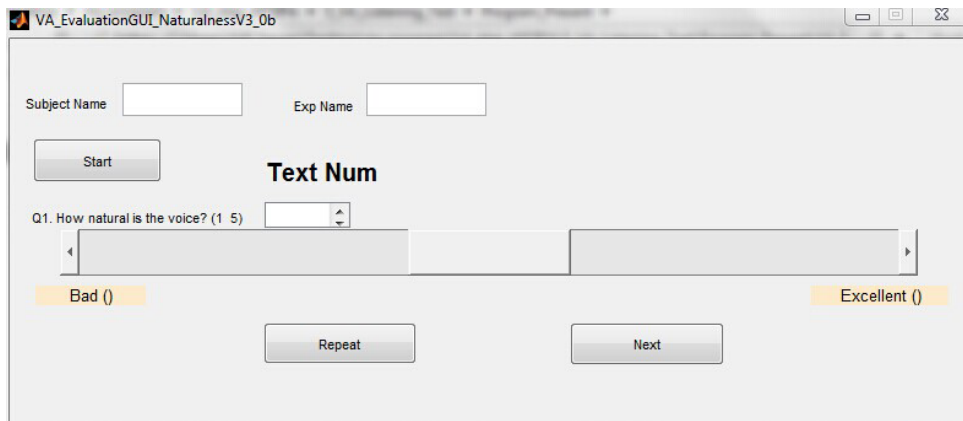 VA_EvaluationGUI_NaturalnessV3_0b
Subject Name
Exp Name
Start
Text Num
Q1. How natural is the voice? (1 5)
Bad ()
Excellent ()
Repeat
Next